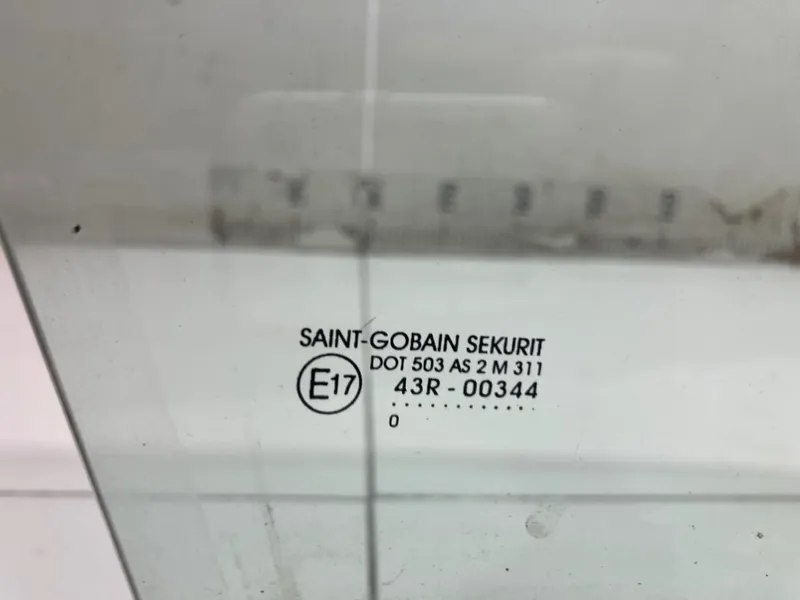 SAINT-GOBAIN SEKURIT
DOT 503 AS 2 M 311
E17
43R - 00344
. . . . . . . . . . . .
0